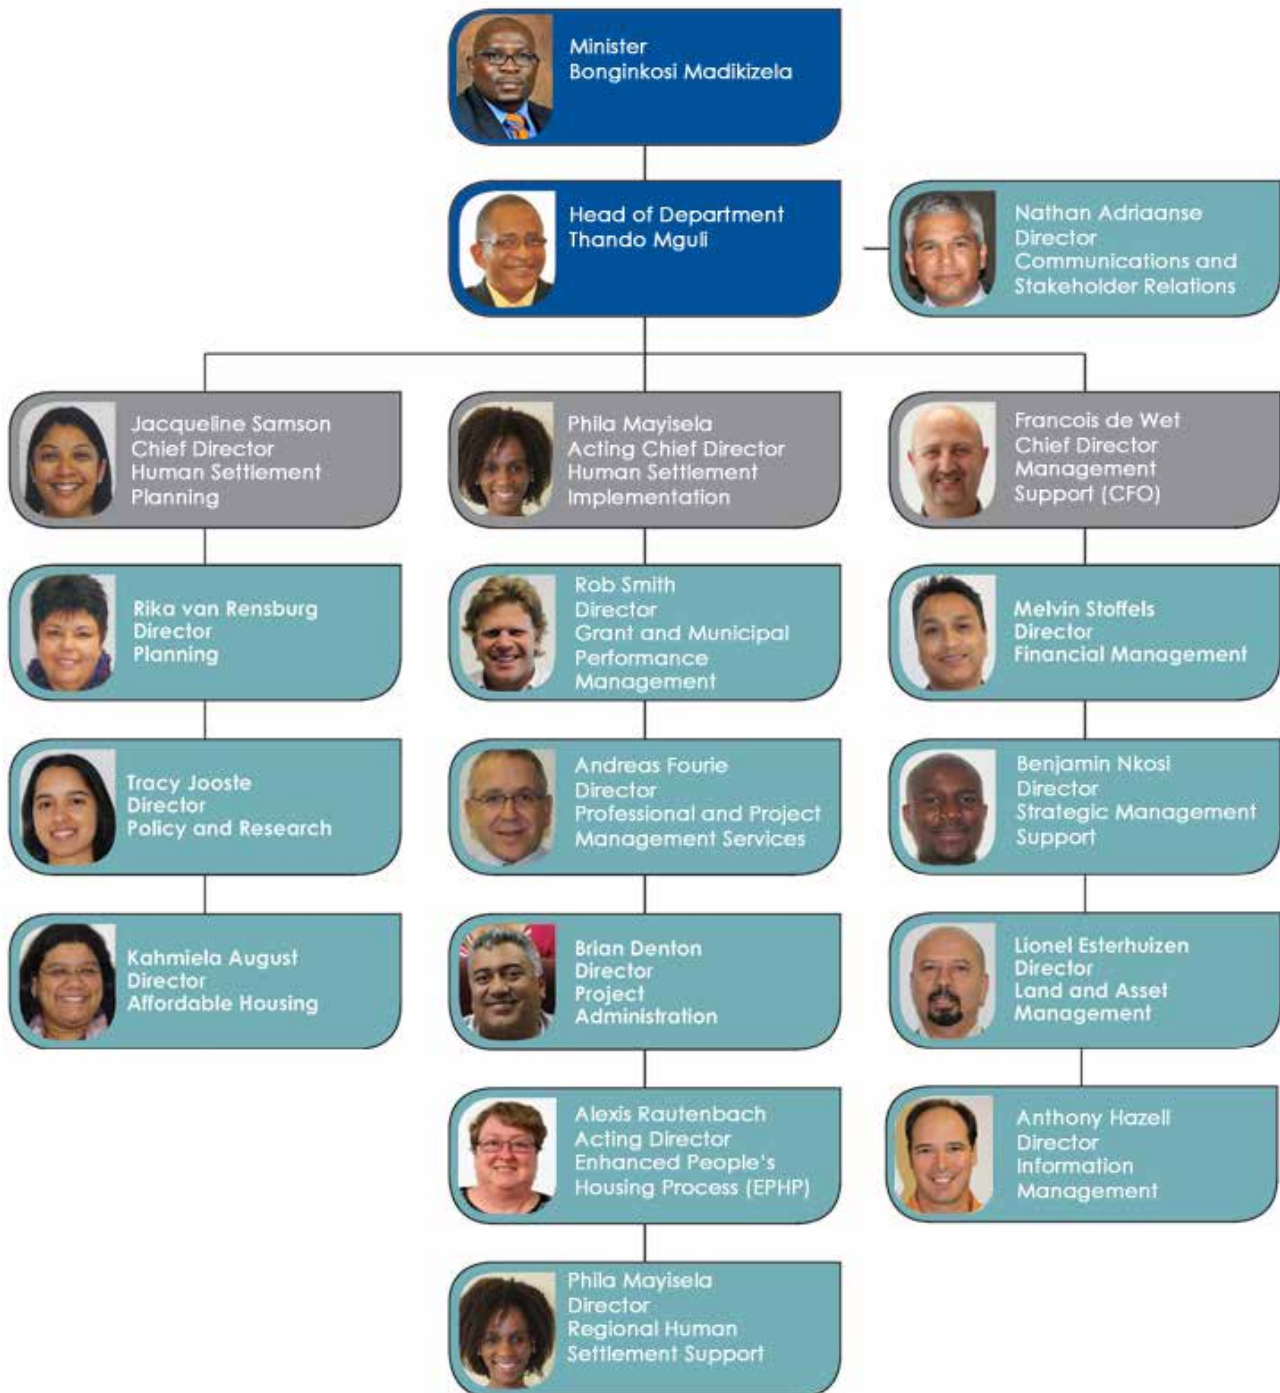 Minister
Bonginkosi Madikizela
Head of Department
Thando Mguli
Nathan Adriaanse
Director
Communications and
Stakeholder Relations
Jacqueline Samson
Chief Director
Human Settlement
Planning
Phila Mayisela
Acting Chief Director
Human Settlement
Implementation
Francois de Wet
Chief Director
Management
Support (CFO)
Rika van Rensburg
Director
Planning
Rob Smith
Director
Grant and Municipal
Performance
Management
Melvin Stoffels
Director
Financial Management
Tracy Jooste
Director
Policy and Research
Andreas Fourie
Director
Professional and Project
Management Services
Benjamin Nkosi
Director
Strategic Management
Support
Kahmiela August
Director
Affordable Housing
Brian Denton
Director
Project
Administration
Lionel Esterhuizen
Director
Land and Asset
Management
Alexis Rautenbach
Acting Director
Enhanced People's
Housing Process (EPHP)
Anthony Hazell
Director
Information
Management
Phila Mayisela
Director
Regional Human
Settlement Support